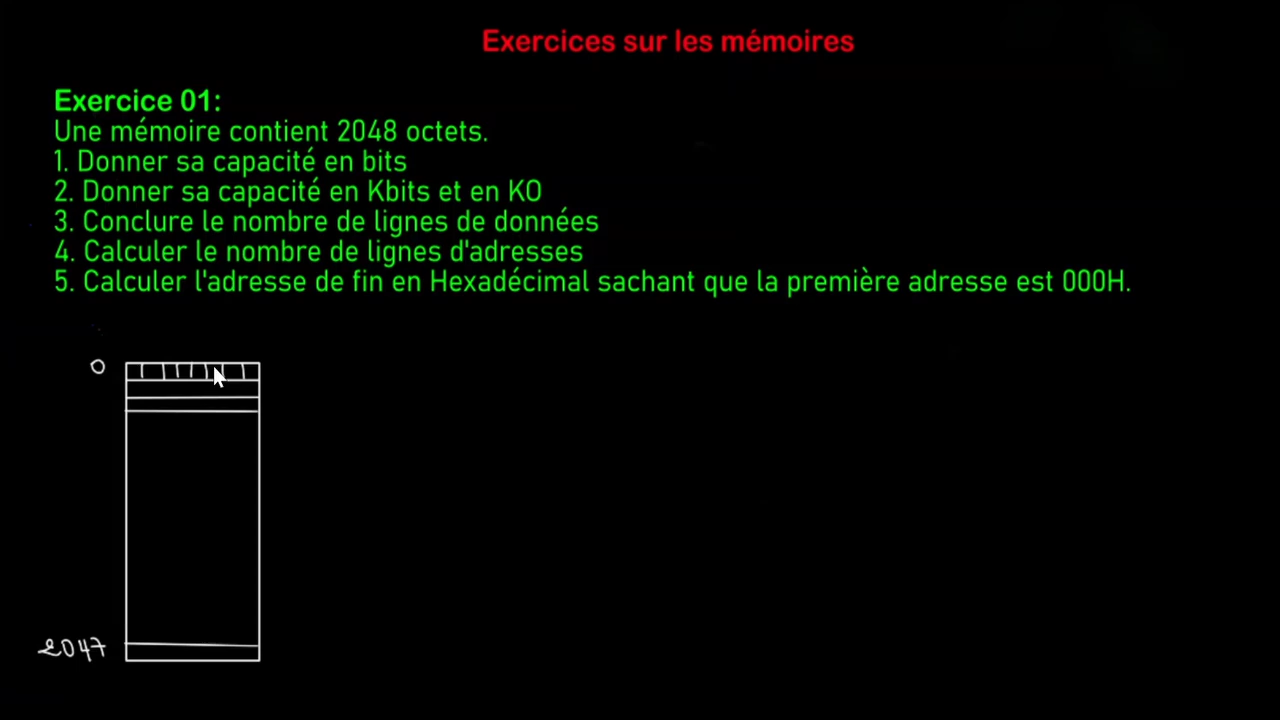 Exercices sur les mémoires
Exercice 01:
Une mémoire contient 2048 octets.
1. Donner sa capacité en bits
2. Donner sa capacité en Kbits et en KO
3. Conclure le nombre de lignes de données
4. Calculer le nombre de lignes d'adresses
5. Calculer l'adresse de fin en Hexadécimal sachant que la première adresse est 000H.
0
2047